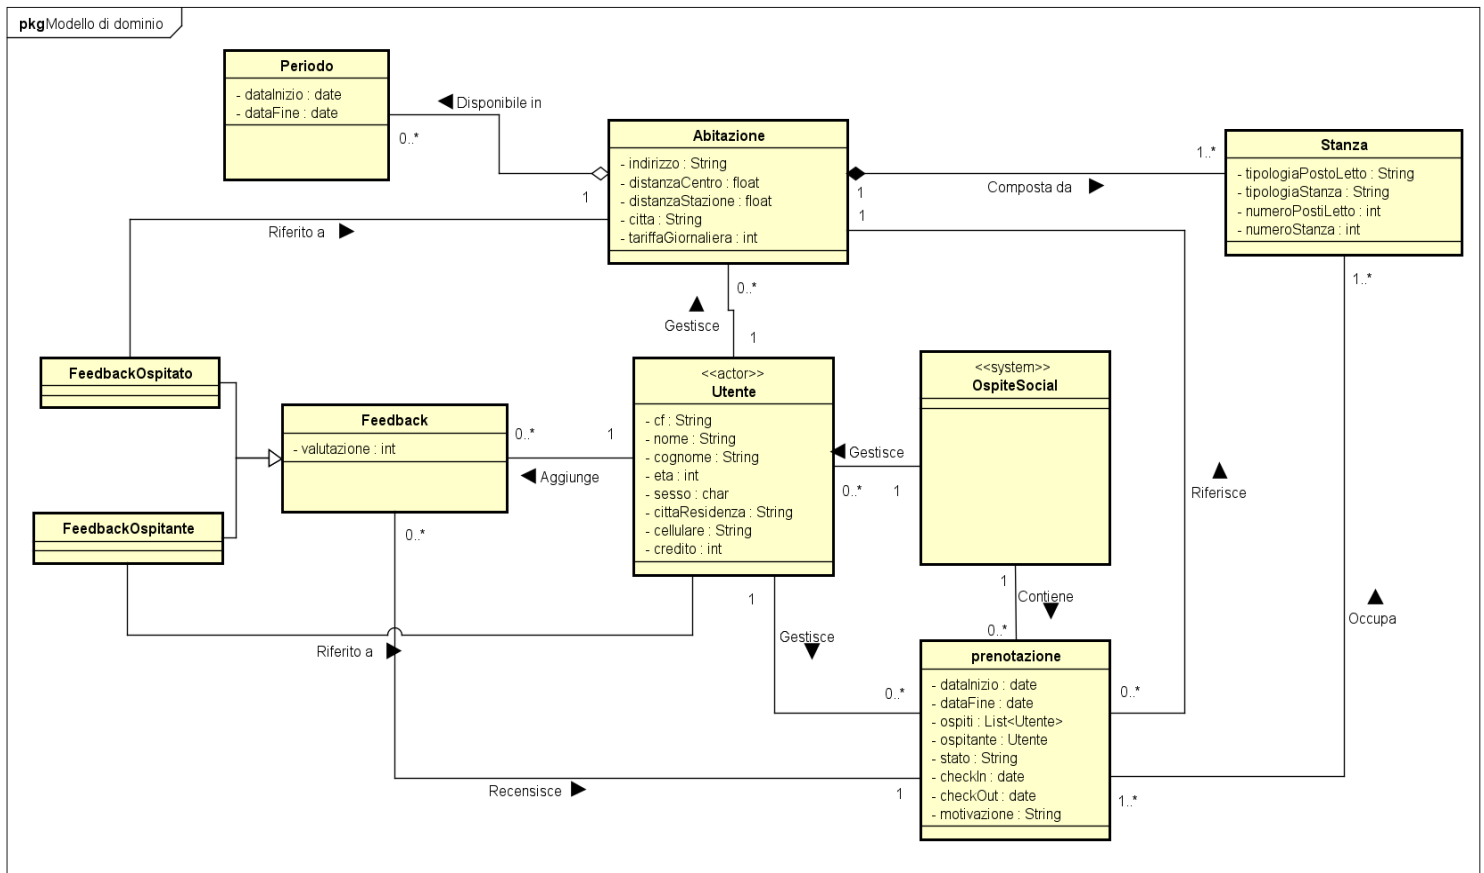 pkg Modello di dominio
Periodo
- dataInizio : date
- dataFine : date
Disponibile in
0..*
1
Abitazione
- indirizzo : String
- distanzaCentro : float
- distanzaStazione : float
- citta : String
- tariffaGiornaliera : int
1
1
Composta da
1..*
Stanza
- tipologiaPostoLetto : String
- tipologiaStanza : String
- numeroPostiLetto : int
- numeroStanza : int
1..*
Riferito a
0..*
Gestisce
1
FeedbackOspitato
Feedback
- valutazione : int
0..*
1
Aggiunge
0..*
FeedbackOspitante
<<actor>>
Utente
- cf : String
- nome : String
- cognome : String
- eta : int
- sesso : char
- cittaResidenza : String
- cellulare : String
- credito : int
Gestisce
0..*
1
<<system>>
OspiteSocial
Riferisce
1
Contiene
0..*
1
Gestisce
0..*
Occupa
Riferito a
prenotazione
- dataInizio : date
- dataFine : date
- ospiti : List<Utente>
- ospitante : Utente
- stato : String
- checkIn : date
- checkOut : date
- motivazione : String
0..*
1..*
Recensisce
1